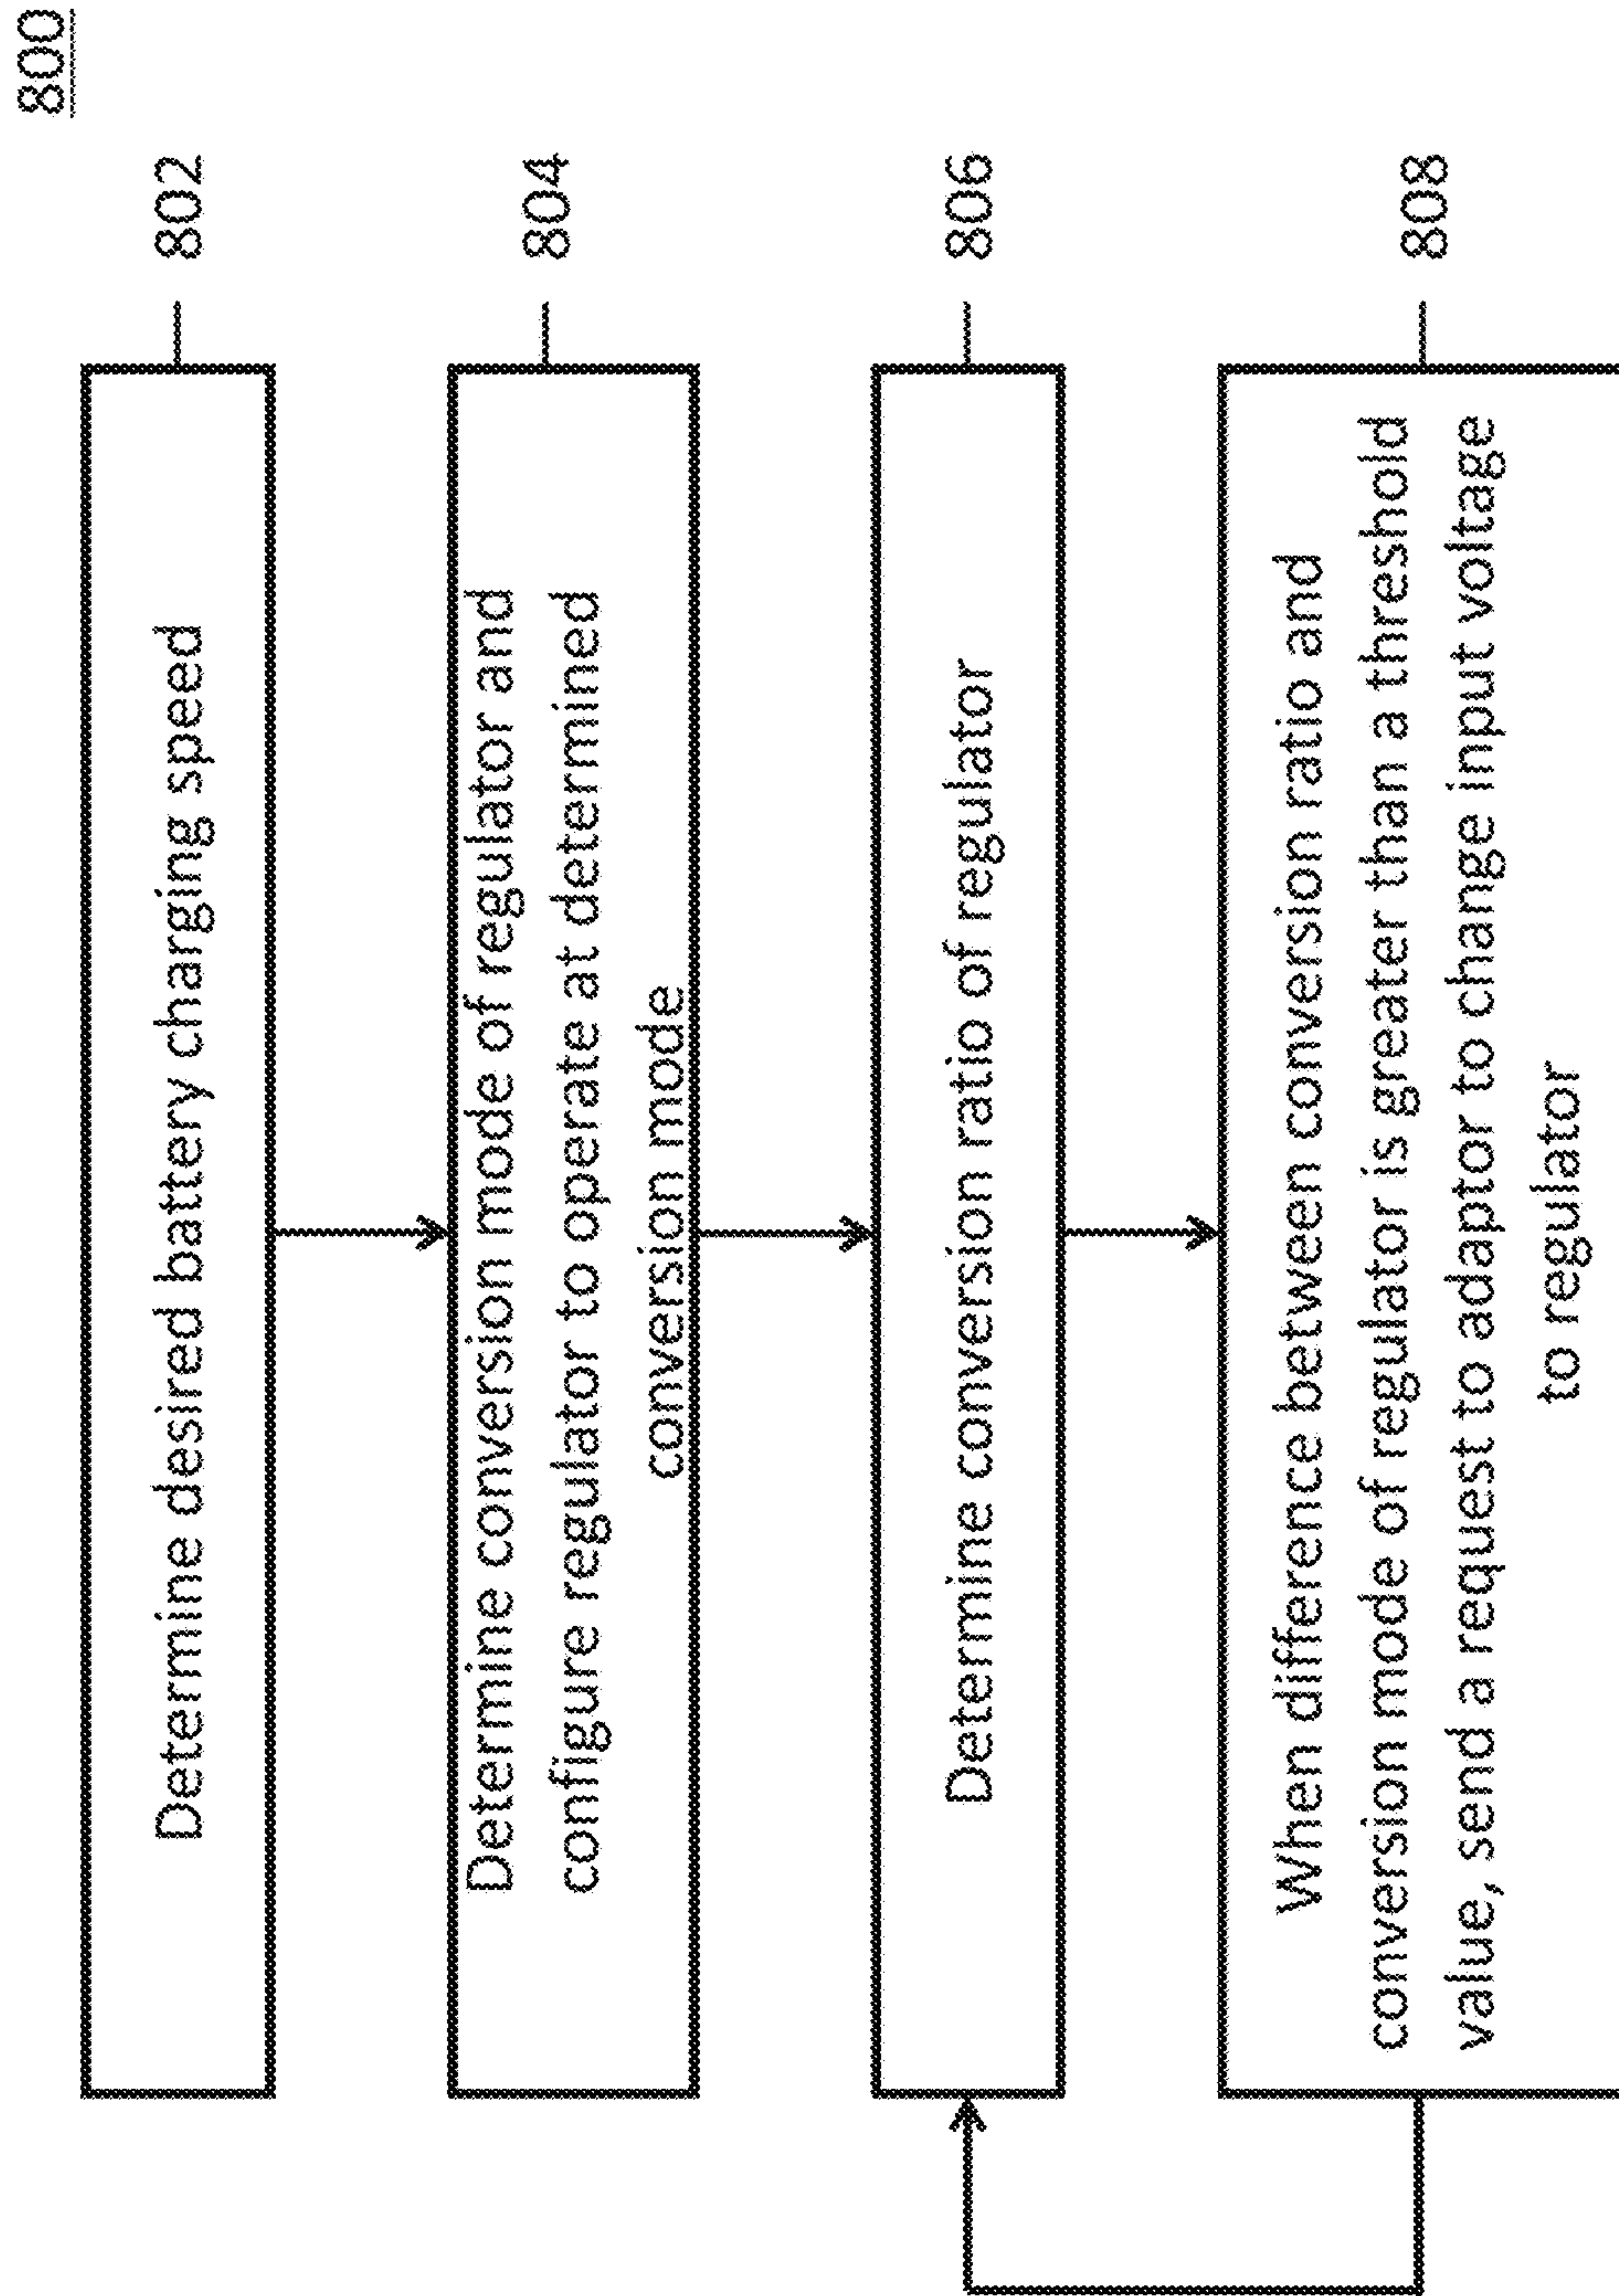 800
Determine desired battery charging speed
802
Determine conversion mode of regulator and
configure regulator to operate at determined
conversion mode
804
Determine conversion ratio of regulator
806
When difference between conversion ratio and
conversion mode of regulator is greater than a threshold
value, send a request to adaptor to change input voltage
to regulator
808